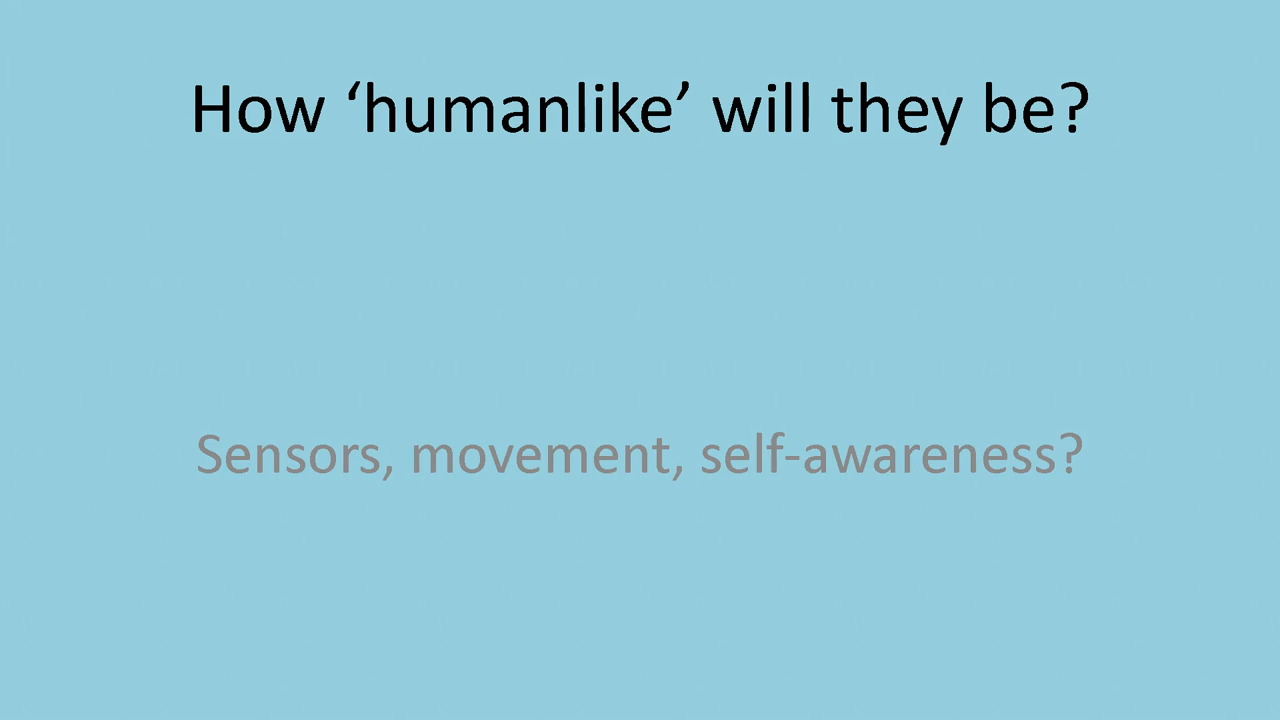 How ‘humanlike’ will they be?
Sensors, movement, self-awareness?